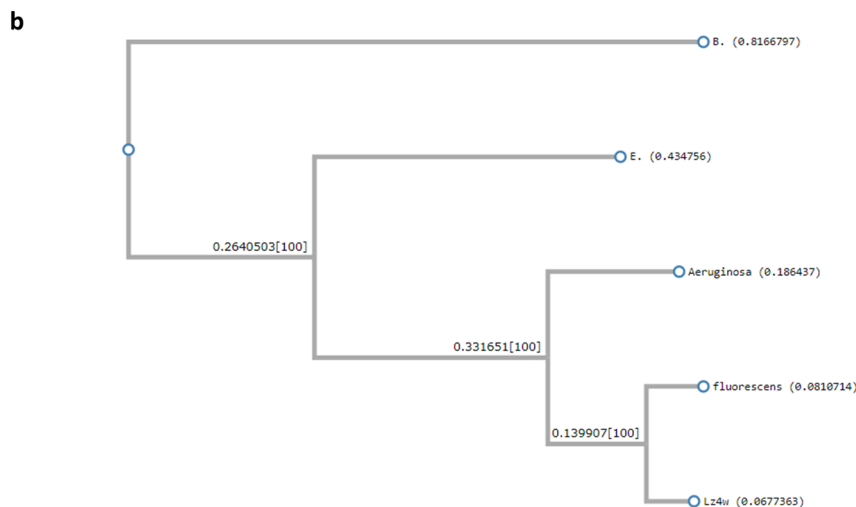 b
B. (0.8166797)
E. (0.434756)
0.2640503[100]
Aeruginosa (0.186437)
0.331651[100]
fluorescens (0.0810714)
0.139907[100]
Lz4w (0.0677363)